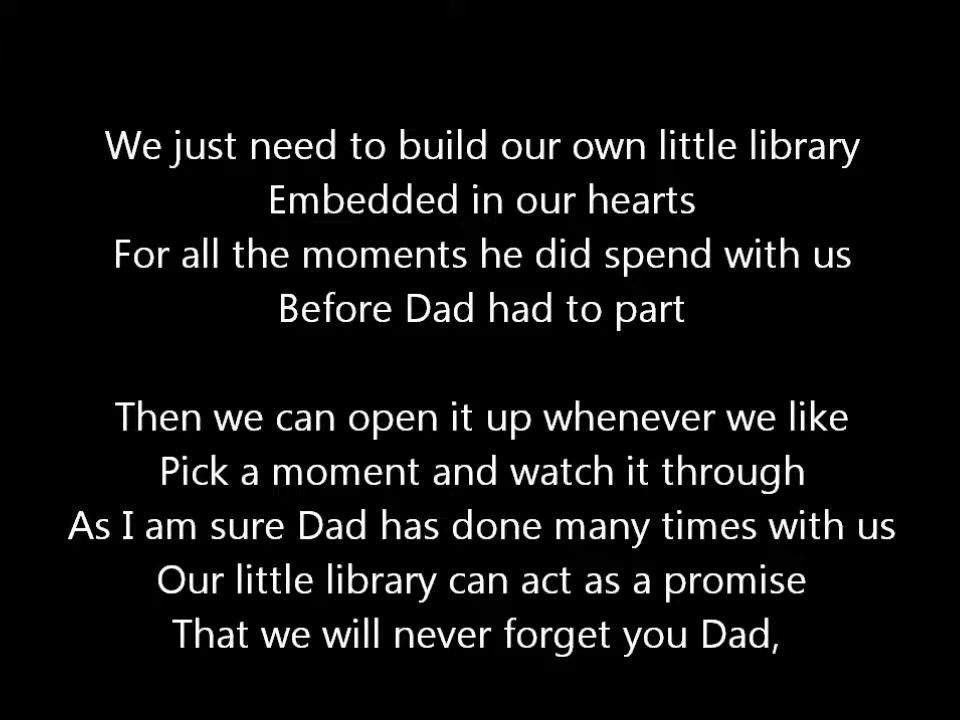 We just need to build our own little library
Embedded in our hearts
For all the moments he did spend with us
Before Dad had to part
Then we can open it up whenever we like
Pick a moment and watch it through
As I am sure Dad has done many times with us
Our little library can act as a promise
That we will never forget you Dad,